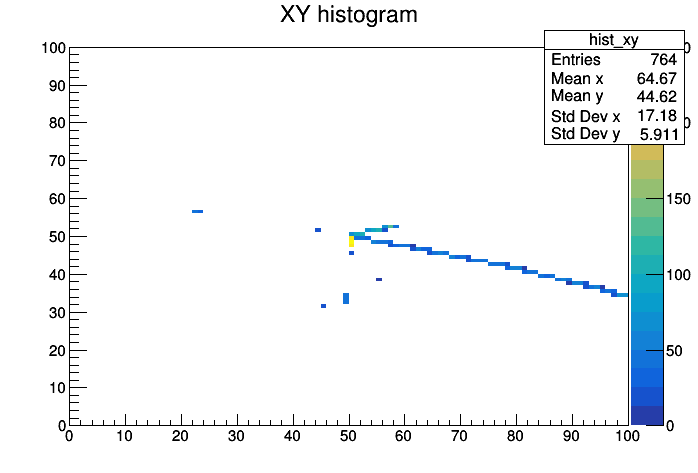 XY histogram
hist_xy
Entries 764
Mean x 64.67
Mean y 44.62
Std Dev x 17.18
Std Dev y 5.911
100
90
80
70
60
50
40
30
20
10
0
0 10 20 30 40 50 60 70 80 90 100
0
0
150
100
50
0